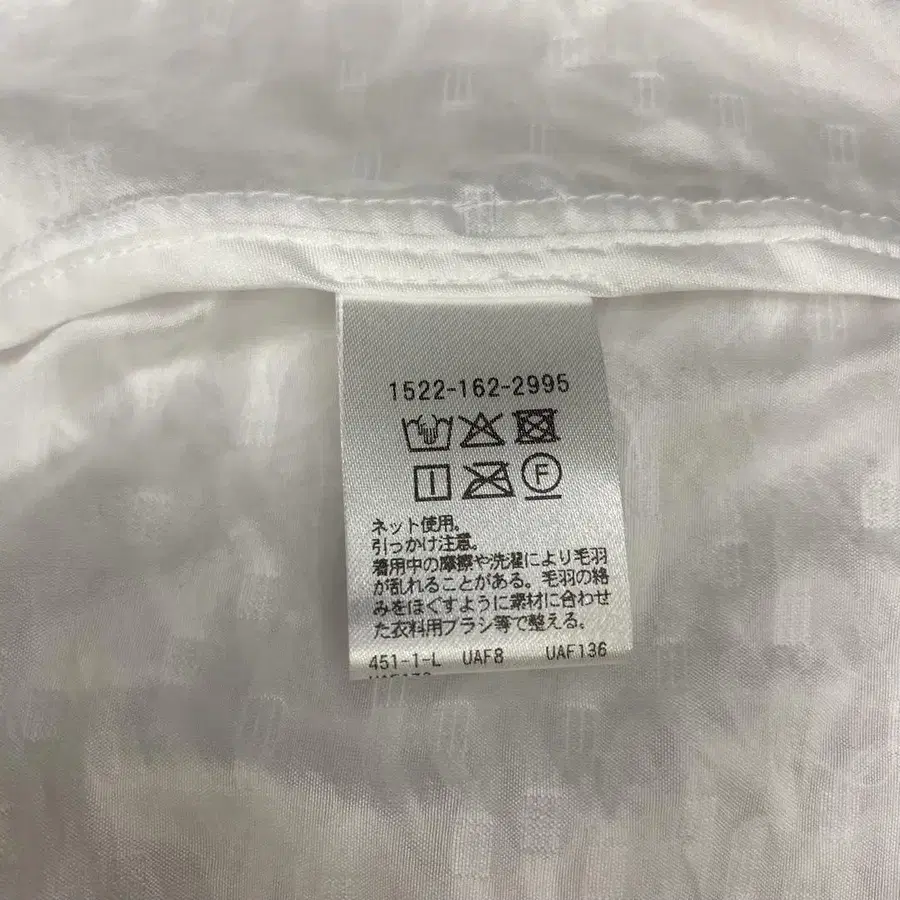 1522-162-2995
F
ネット使用。
引っかけ注意。
着用中の摩擦や洗濯により毛羽
が乱れることがある。毛羽の絡
みをほぐすように素材に合わせ
た衣料用ブラシ等で整える。
451-1-L UAF8 UAF136